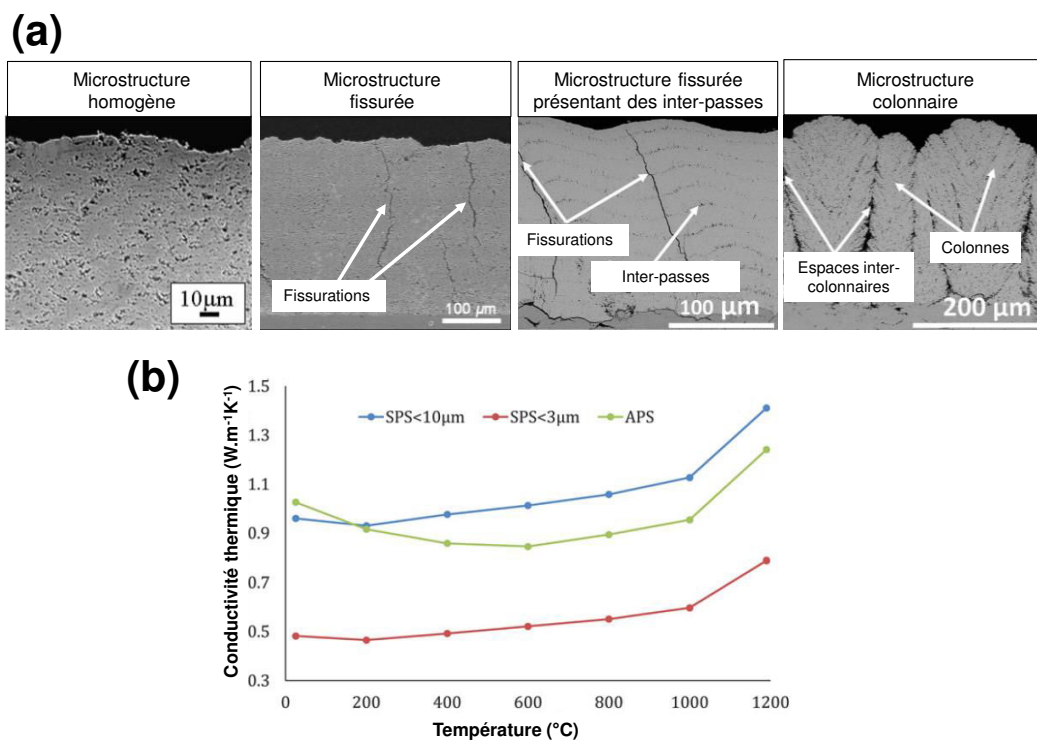 (a)
Microstructure
homogène
Microstructure
fissurée
Microstructure fissurée
présentant des inter-passes
Microstructure
colonnaire
10µm
Fissurations
100 µm
Fissurations
Inter-passes
100 µm
Espaces inter-
colonnaires
Colonnes
200 µm
(b)
Conductivité thermique (W.m⁻¹K⁻¹)
1.5
1.3
1.1
0.9
0.7
0.5
0.3
SPS<10µm
SPS<3µm
APS
0
200
400
600
800
1000
1200
Température (°C)